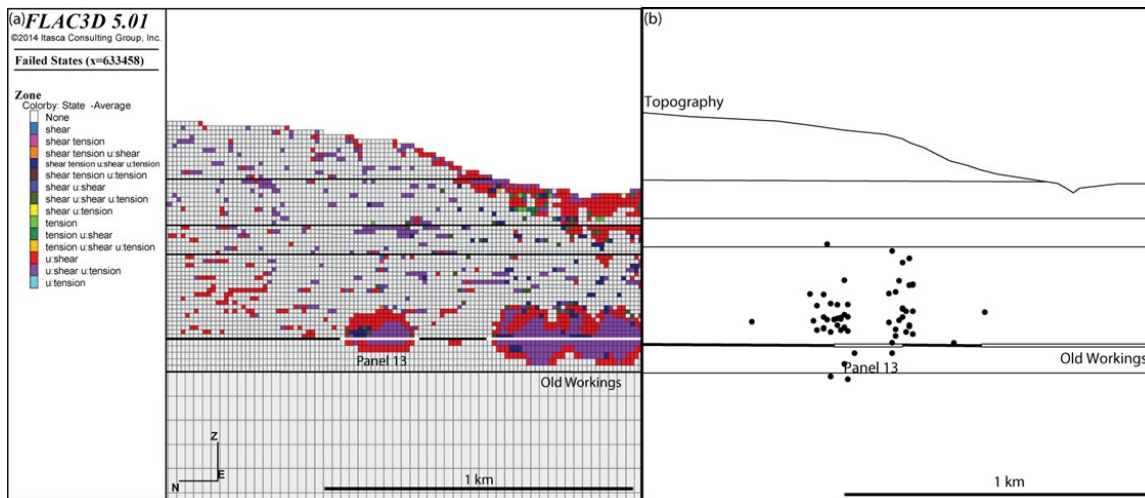 (a)
FLAC3D 5.01
©2014 Itasca Consulting Group, Inc.
Failed States (x=633458)
Zone
Colorby: State -Average
None
shear
shear tension
shear tension u:shear
shear tension u:shear u:tension
shear tension u:tension
shear u:shear
shear u:shear u:tension
shear u:tension
tension
tension u:shear
tension u:shear u:tension
u:shear
u:shear u:tension
u:tension
Panel 13
Old Workings
Z
N
E
1 km
(b)
Topography
Panel 13
Old Workings
1 km